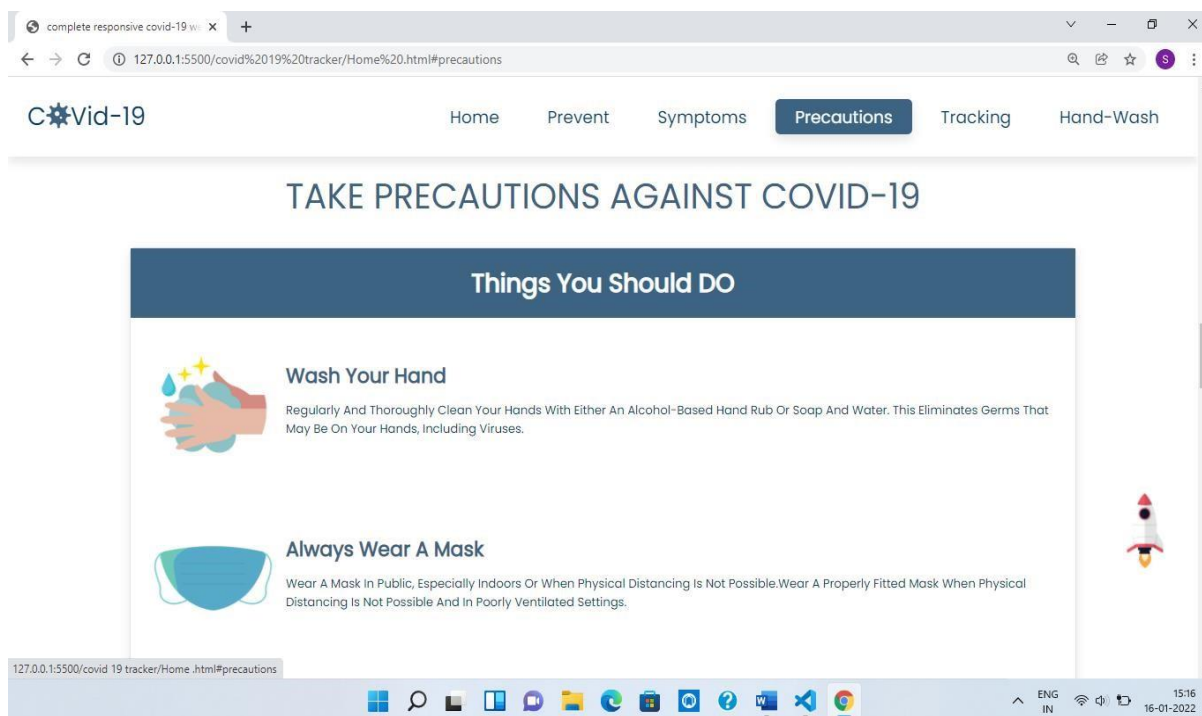 complete responsive covid-19 w
127.0.0.1:5500/covid%2019%20tracker/Home%20.html#precautions
S
COVid-19
Home Prevent Symptoms Precautions Tracking Hand-Wash
TAKE PRECAUTIONS AGAINST COVID-19
Things You Should DO
Wash Your Hand
Regularly And Thoroughly Clean Your Hands With Either An Alcohol-Based Hand Rub Or Soap And Water. This Eliminates Germs That
May Be On Your Hands, Including Viruses.
Always Wear A Mask
Wear A Mask In Public, Especially Indoors Or When Physical Distancing Is Not Possible.Wear A Properly Fitted Mask When Physical
Distancing Is Not Possible And In Poorly Ventilated Settings.
127.0.0.1:5500/covid 19 tracker/Home .html#precautions
ENG
IN
15:16
16-01-2022